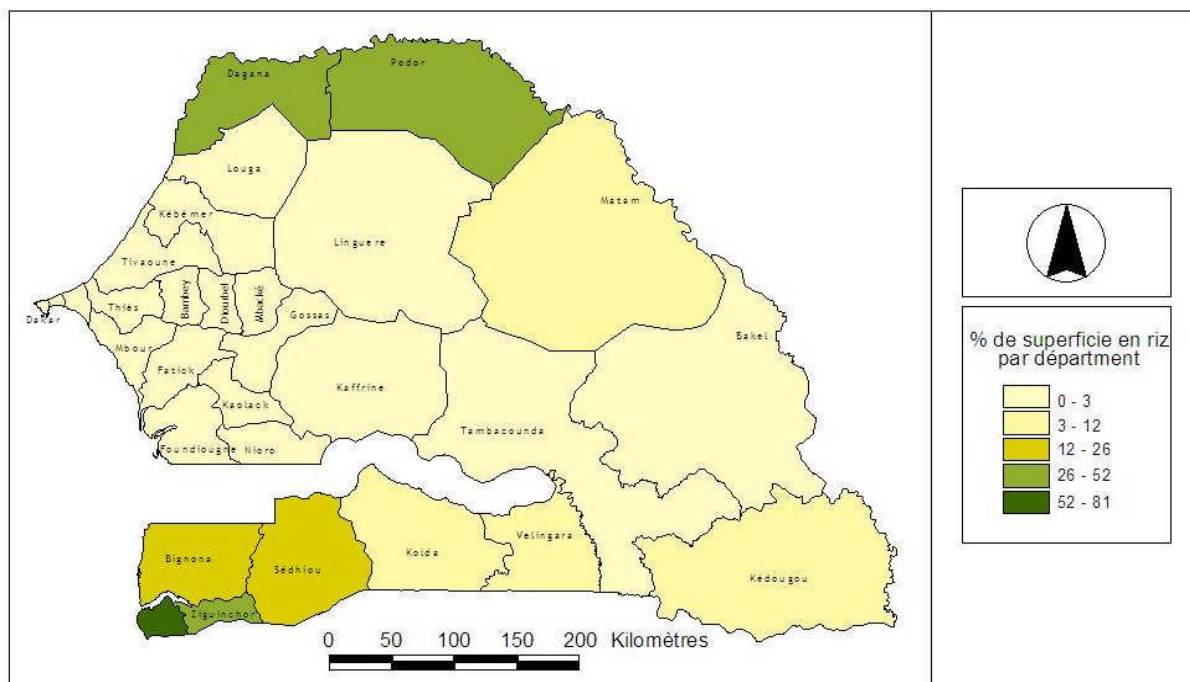 Podor
Dagana
Louga
Matam
Kébémer
Linguere
Tivaoune
Bambey
Diourbel
Mbacké
Thiès
Gossas
Dakar
Bakel
Mbour
Fatick
Kaffrine
Kaolack
Tambacounda
Foundiougne
Nioro
Velingara
Bignona
Kolda
Sédhiou
Kédougou
Ziguinchor
0 50 100 150 200 Kilomètres
% de superficie en riz
par départment
0 - 3
3 - 12
12 - 26
26 - 52
52 - 81